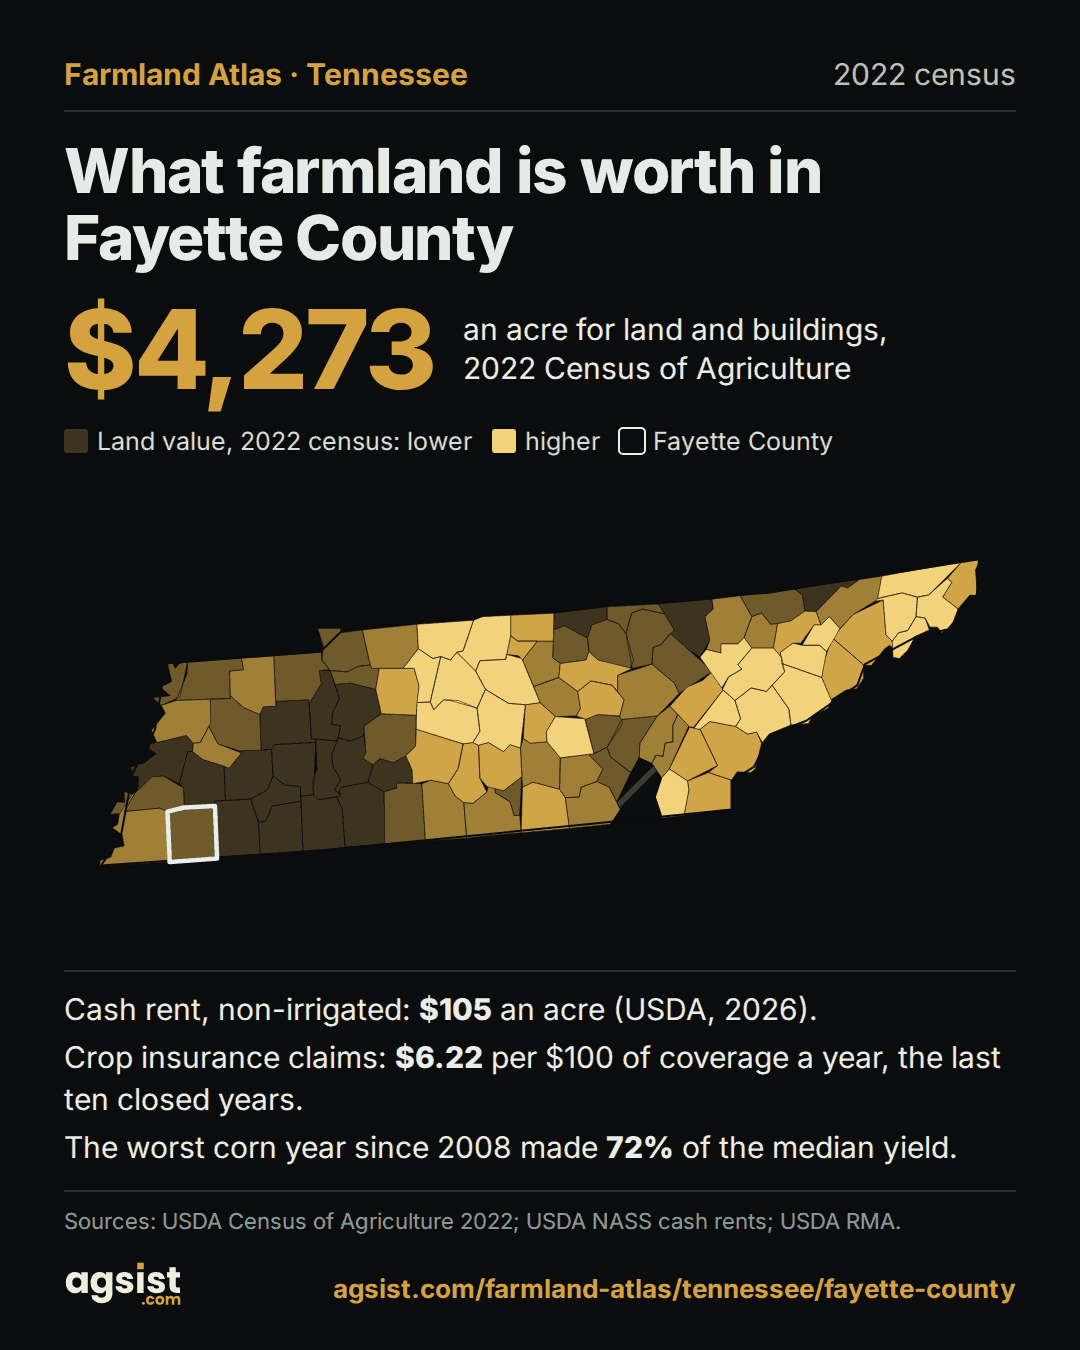 Farmland Atlas · Tennessee
2022 census
What farmland is worth in
Fayette County
$4,273
an acre for land and buildings,
2022 Census of Agriculture
Land value, 2022 census: lower
higher
Fayette County
Cash rent, non-irrigated: $105 an acre (USDA, 2026).
Crop insurance claims: $6.22 per $100 of coverage a year, the last
ten closed years.
The worst corn year since 2008 made 72% of the median yield.
Sources: USDA Census of Agriculture 2022; USDA NASS cash rents; USDA RMA.
agsist
.com
agsist.com/farmland-atlas/tennessee/fayette-county